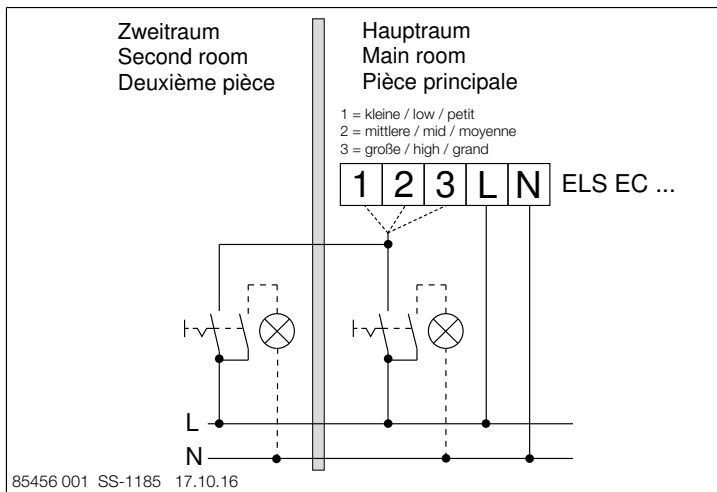 Zweitraum
Second room
Deuxième pièce
Hauptraum
Main room
Pièce principale
1 = kleine / low / petit
2 = mittlere / mid / moyenne
3 = große / high / grand
1 2 3 L N ELS EC ...
L
N
85456 001 SS-1185 17.10.16